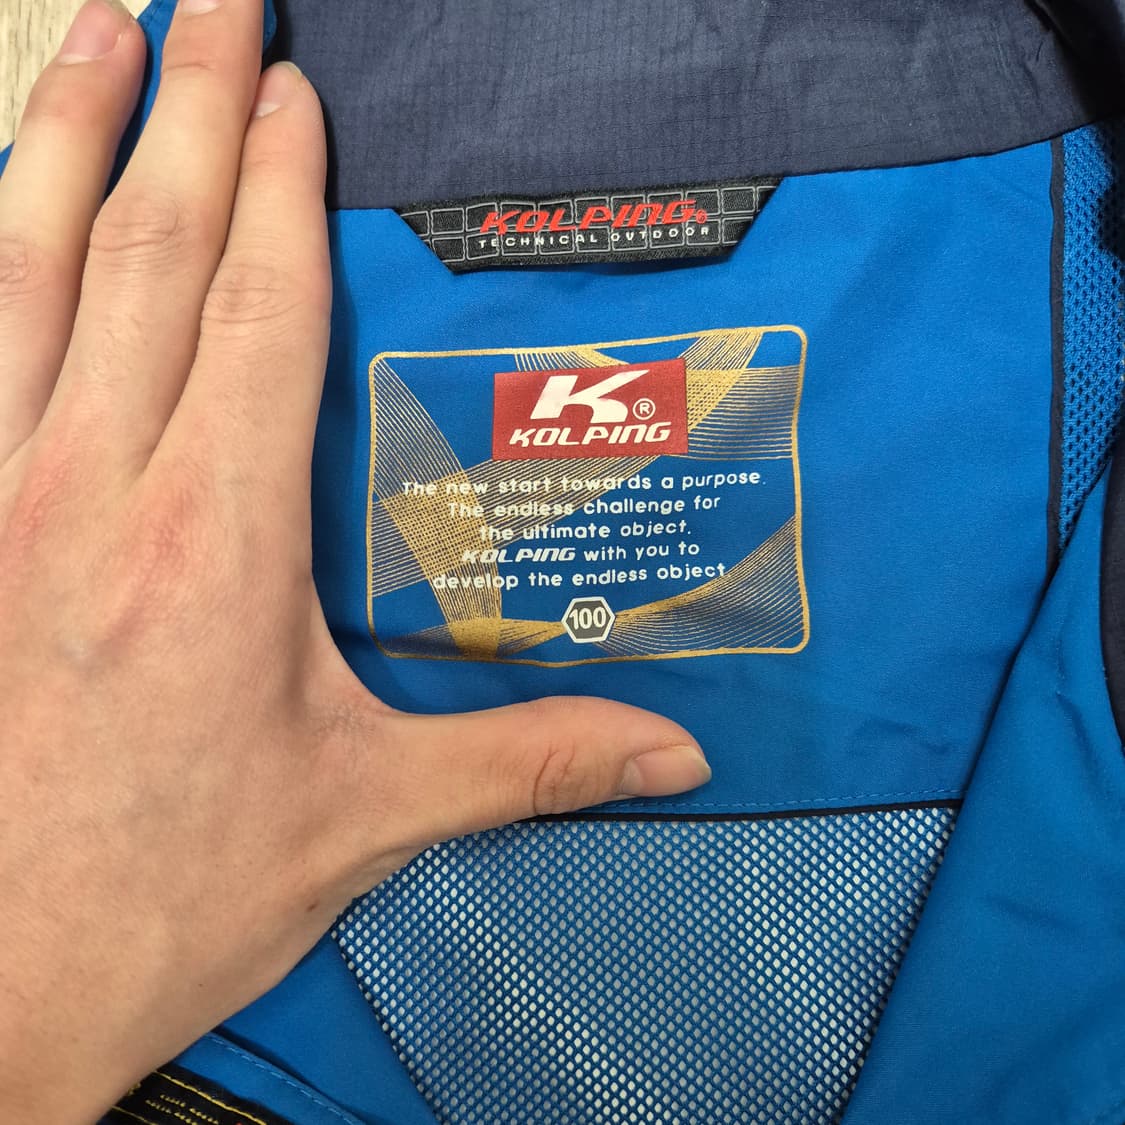 KOLPING®
TECHNICAL OUTDOOR
K®
KOLPING
The new start towards a purpose.
The endless challenge for
the ultimate object.
KOLPING with you to
develop the endless object.
100